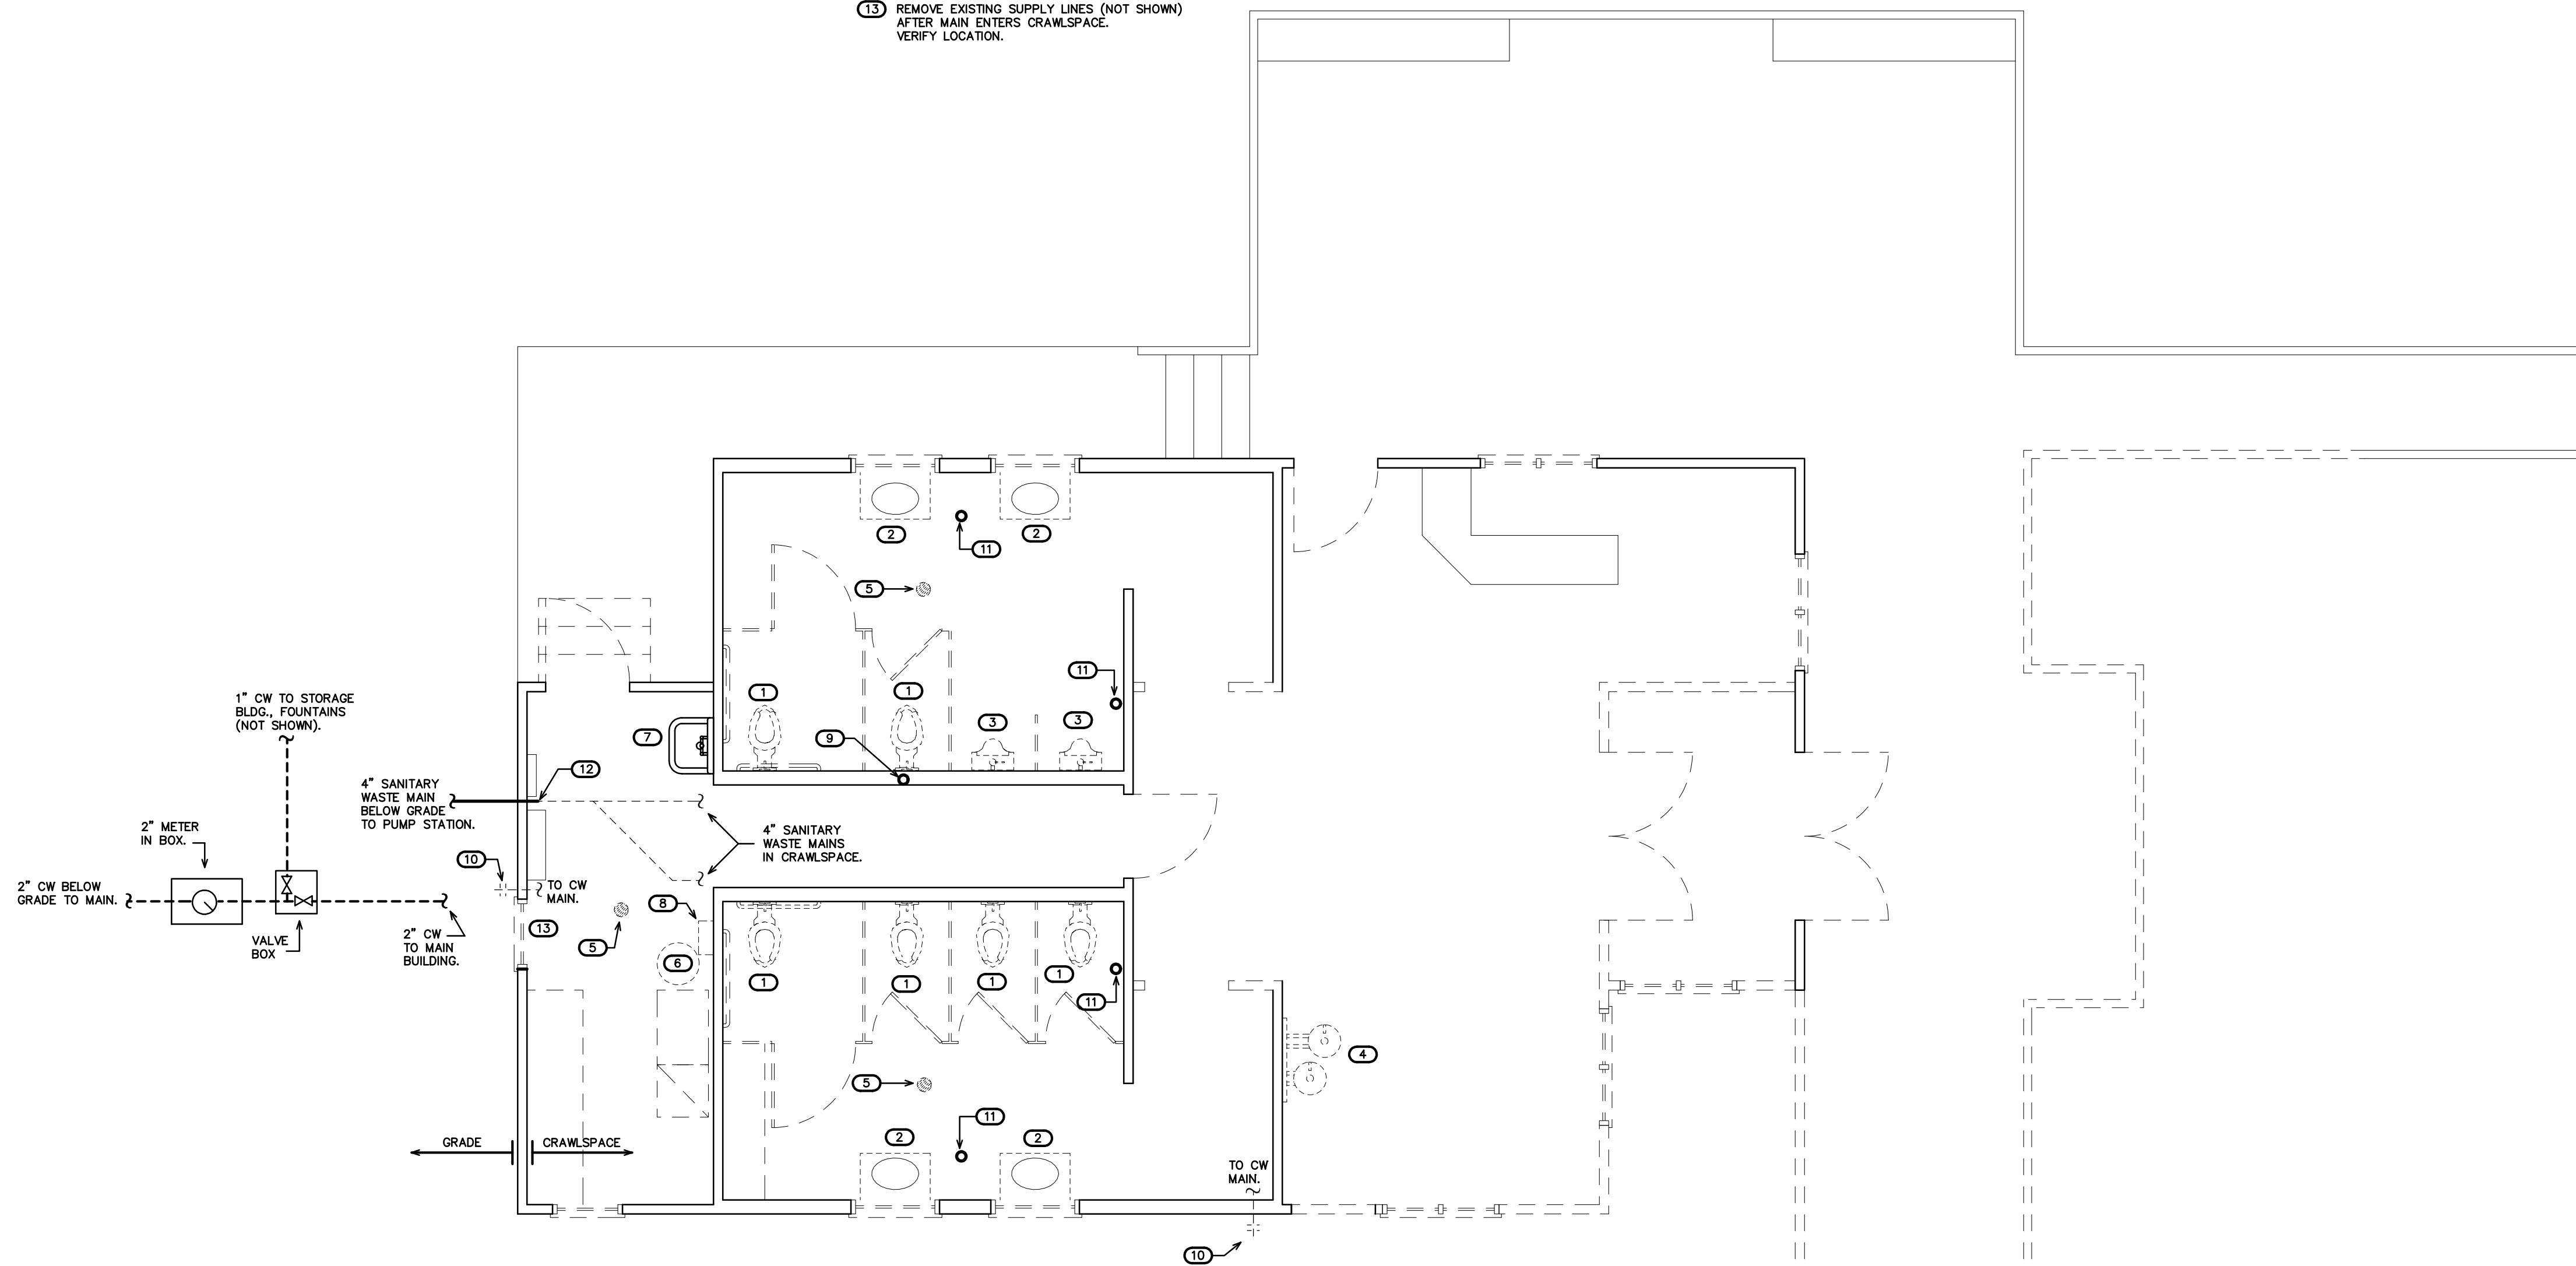 13 REMOVE EXISTING SUPPLY LINES (NOT SHOWN)
AFTER MAIN ENTERS CRAWLSPACE.
VERIFY LOCATION.
2
2
11
5
11
1
1
3
3
7
9
1" CW TO STORAGE
BLDG., FOUNTAINS
(NOT SHOWN).
12
4" SANITARY
WASTE MAIN
BELOW GRADE
TO PUMP STATION.
2" METER
IN BOX.
4" SANITARY
WASTE MAINS
IN CRAWLSPACE.
10
TO CW
MAIN.
2" CW BELOW
GRADE TO MAIN.
8
13
2" CW
TO MAIN
BUILDING.
VALVE
BOX
5
6
1
1
1
1
11
4
5
11
2
2
GRADE
CRAWLSPACE
TO CW
MAIN.
10